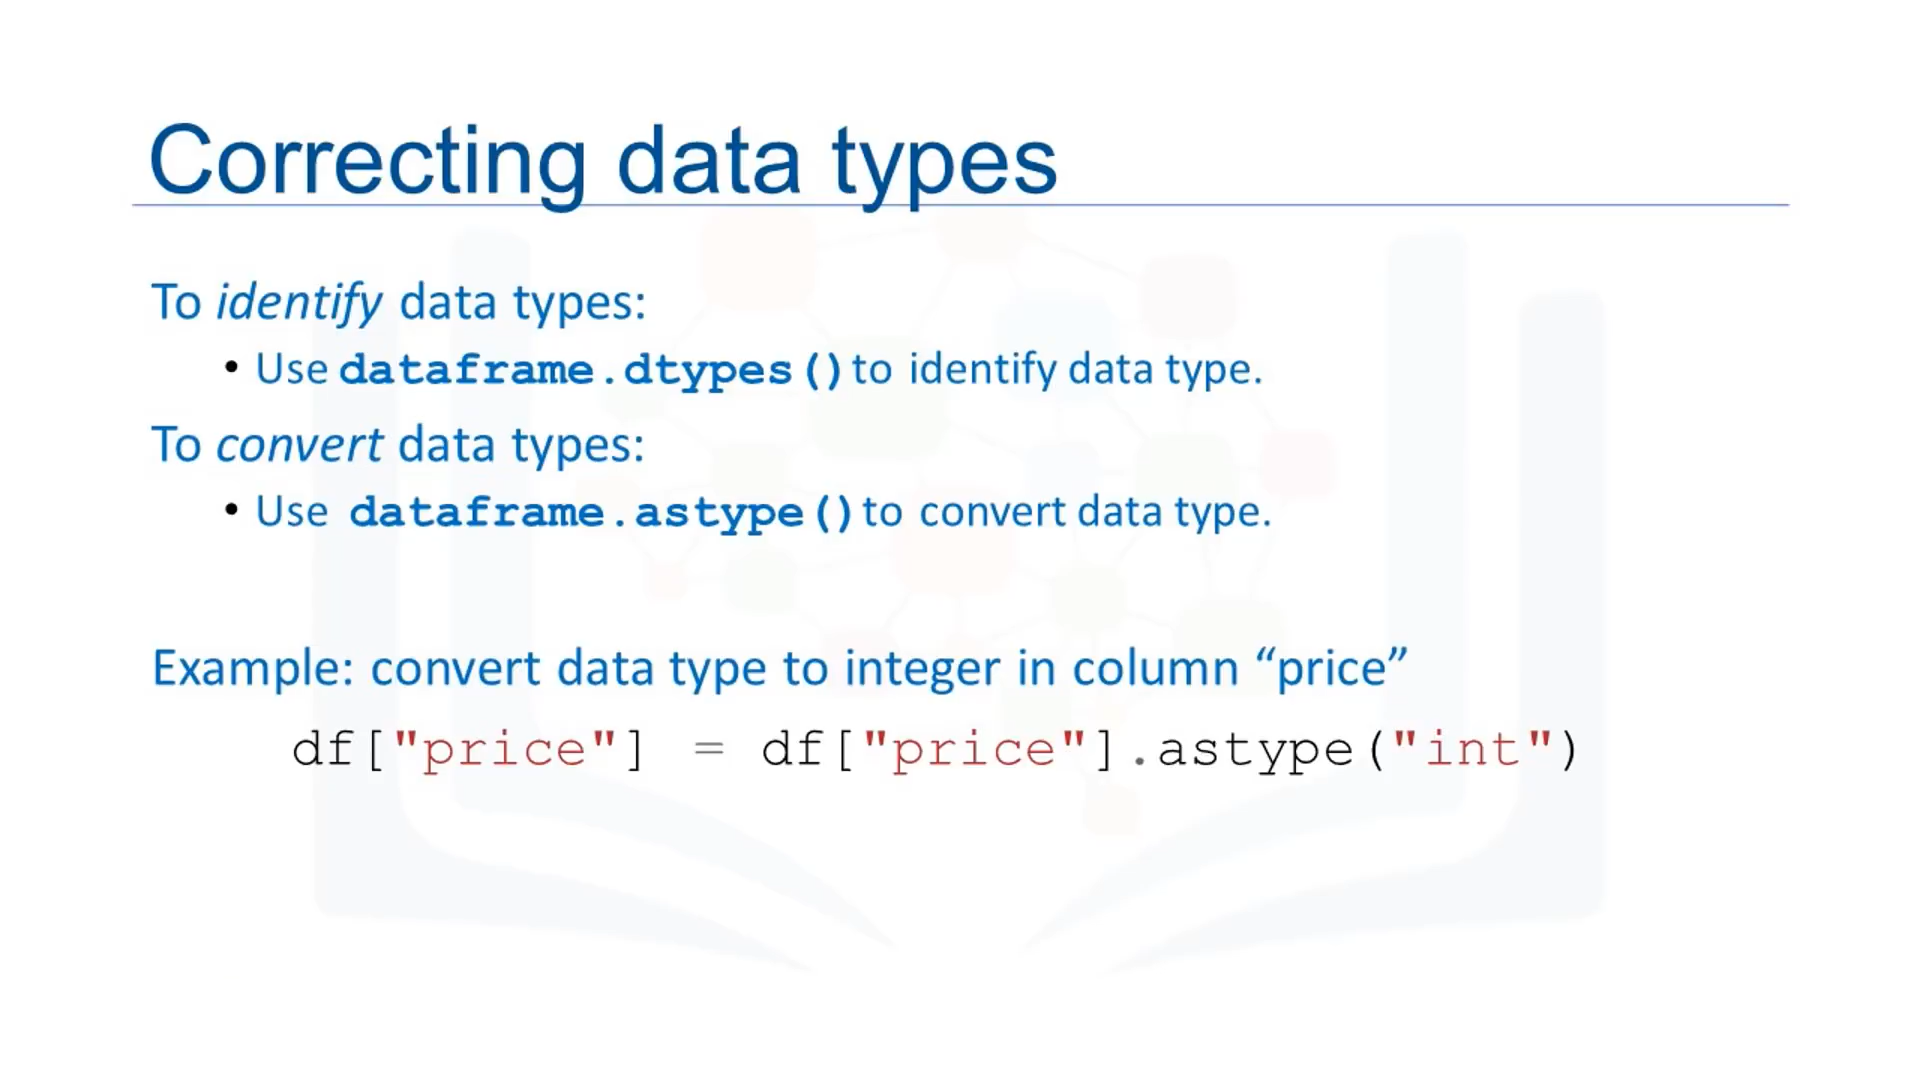 Correcting data types
To identify data types:
• Use dataframe.dtypes() to identify data type.
To convert data types:
• Use dataframe.astype() to convert data type.
Example: convert data type to integer in column “price”
df["price"] = df["price"].astype("int")